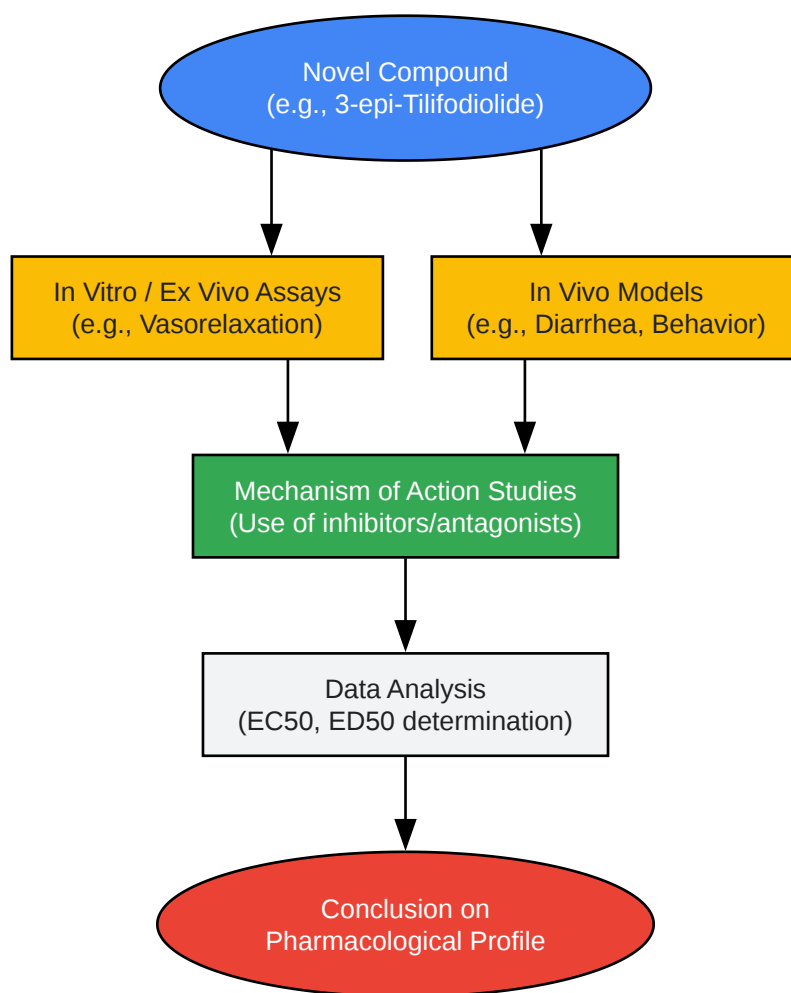 Novel Compound
(e.g., 3-epi-Tilifodiolide)
In Vitro / Ex Vivo Assays
(e.g., Vasorelaxation)
In Vivo Models
(e.g., Diarrhea, Behavior)
Mechanism of Action Studies
(Use of inhibitors/antagonists)
Data Analysis
(EC50, ED50 determination)
Conclusion on
Pharmacological Profile